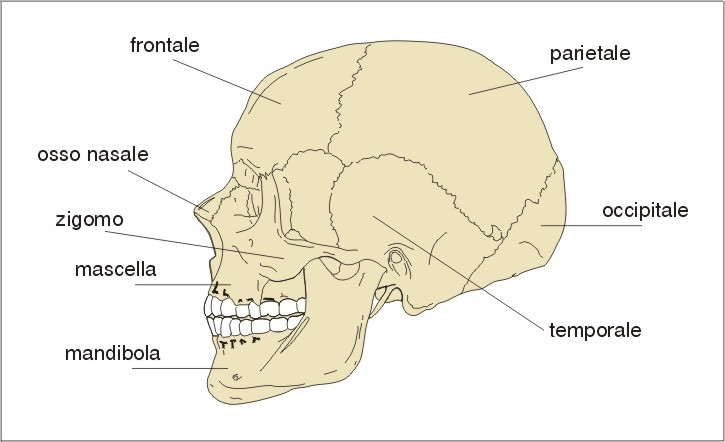 frontale
parietale
osso nasale
zigomo
occipitale
mascella
temporale
mandibola